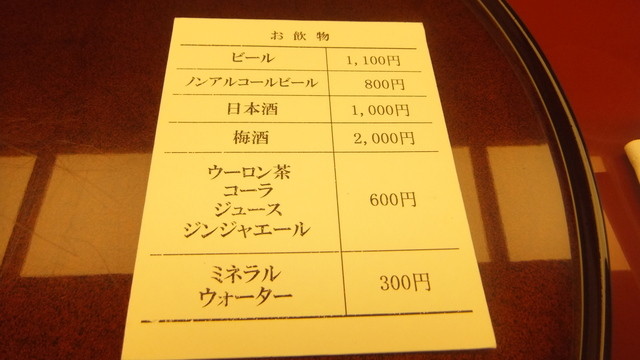 お飲物
ビール 1,100円
ノンアルコールビール 800円
日本酒 1,000円
梅酒 2,000円
ウーロン茶
コーラ
ジュース
ジンジャエール
600円
ミネラル
ウォーター
300円